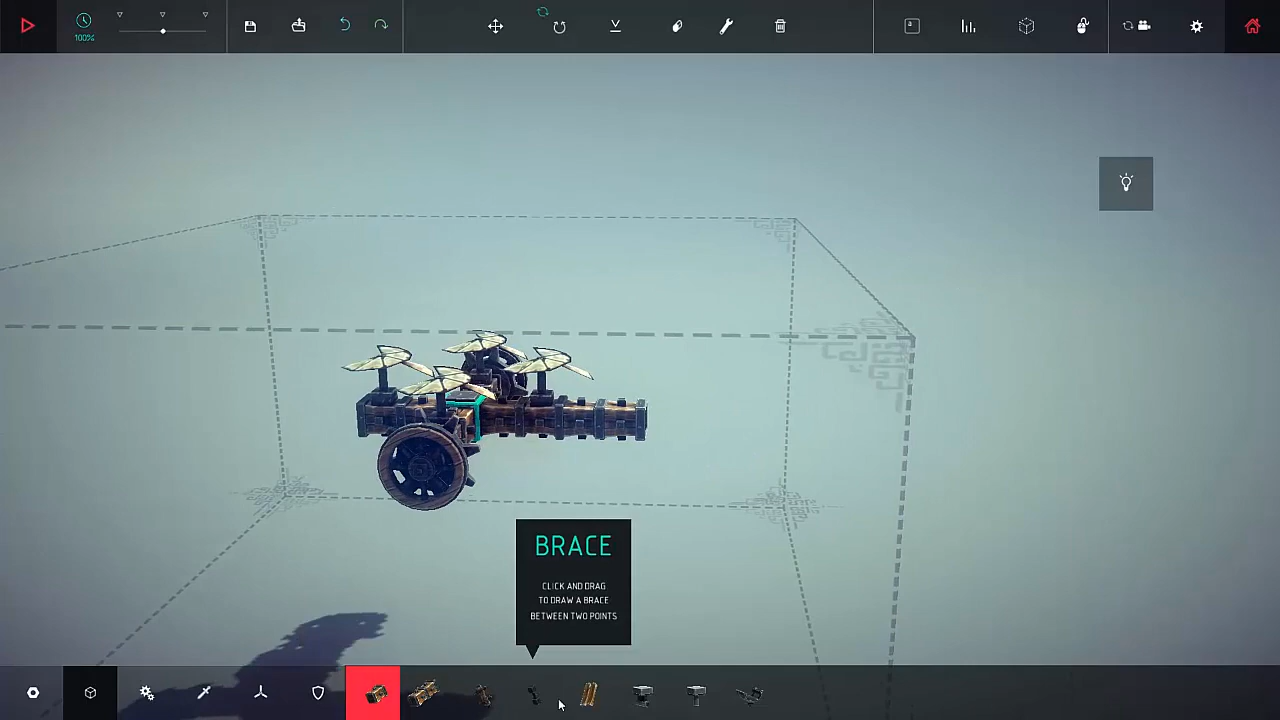 100%
BRACE
CLICK AND DRAG
TO DRAW A BRACE
BETWEEN TWO POINTS